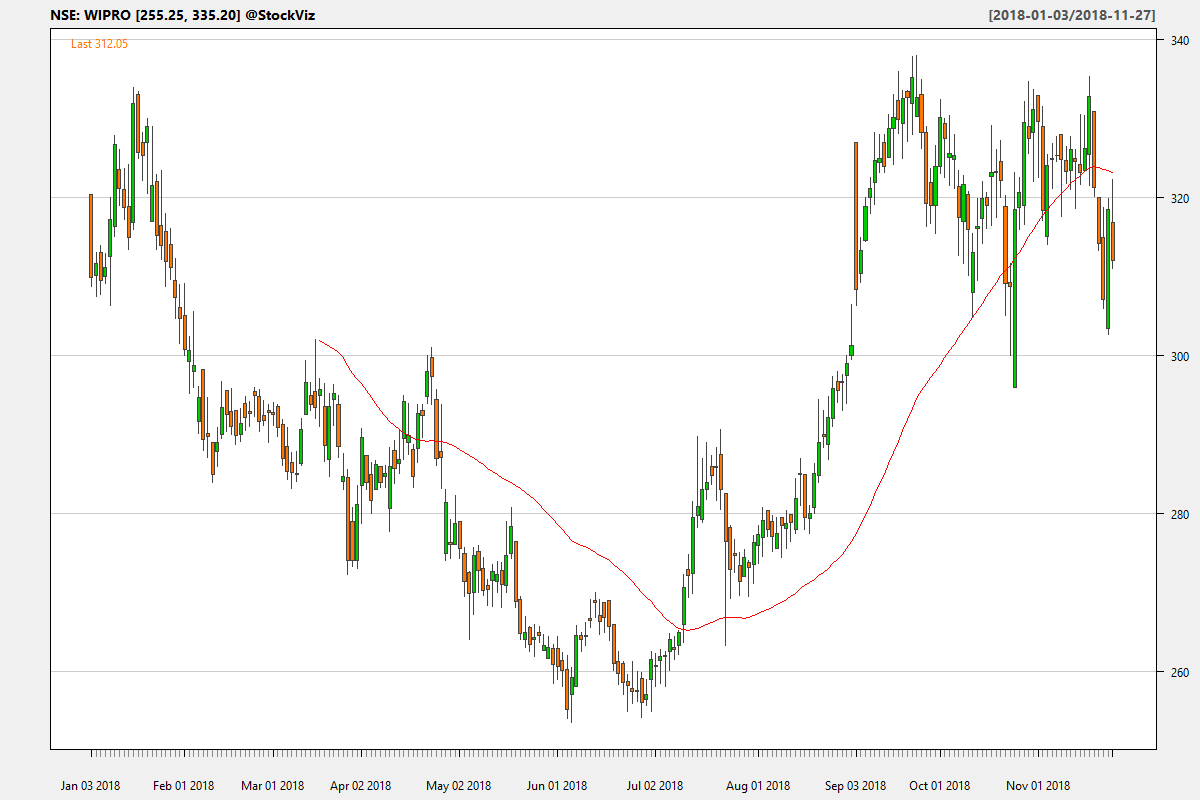 NSE: WIPRO [255.25, 335.20] @StockViz
[2018-01-03/2018-11-27]
Last 312.05
340
320
300
280
260
Jan 03 2018
Feb 01 2018
Mar 01 2018
Apr 02 2018
May 02 2018
Jun 01 2018
Jul 02 2018
Aug 01 2018
Sep 03 2018
Oct 01 2018
Nov 01 2018